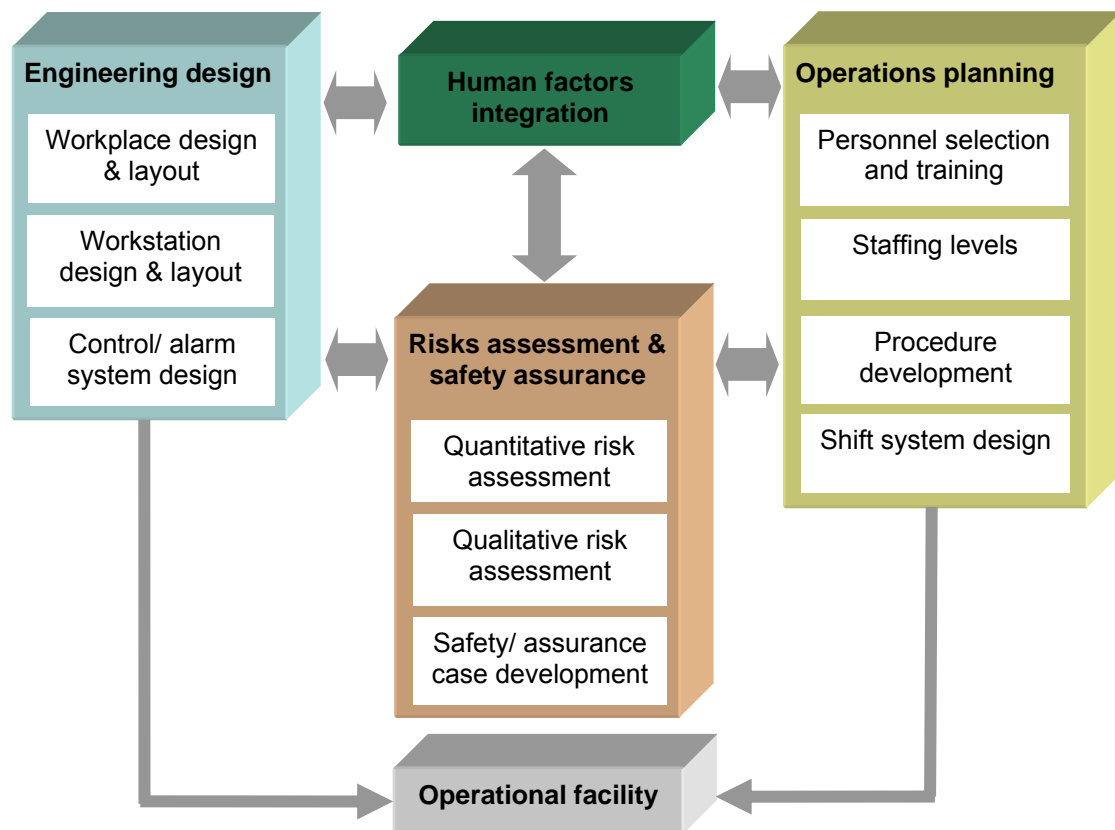 Engineering design
Workplace design
& layout
Workstation
design & layout
Control/ alarm
system design
Human factors
integration
Risks assessment &
safety assurance
Quantitative risk
assessment
Qualitative risk
assessment
Safety/ assurance
case development
Operations planning
Personnel selection
and training
Staffing levels
Procedure
development
Shift system design
Operational facility